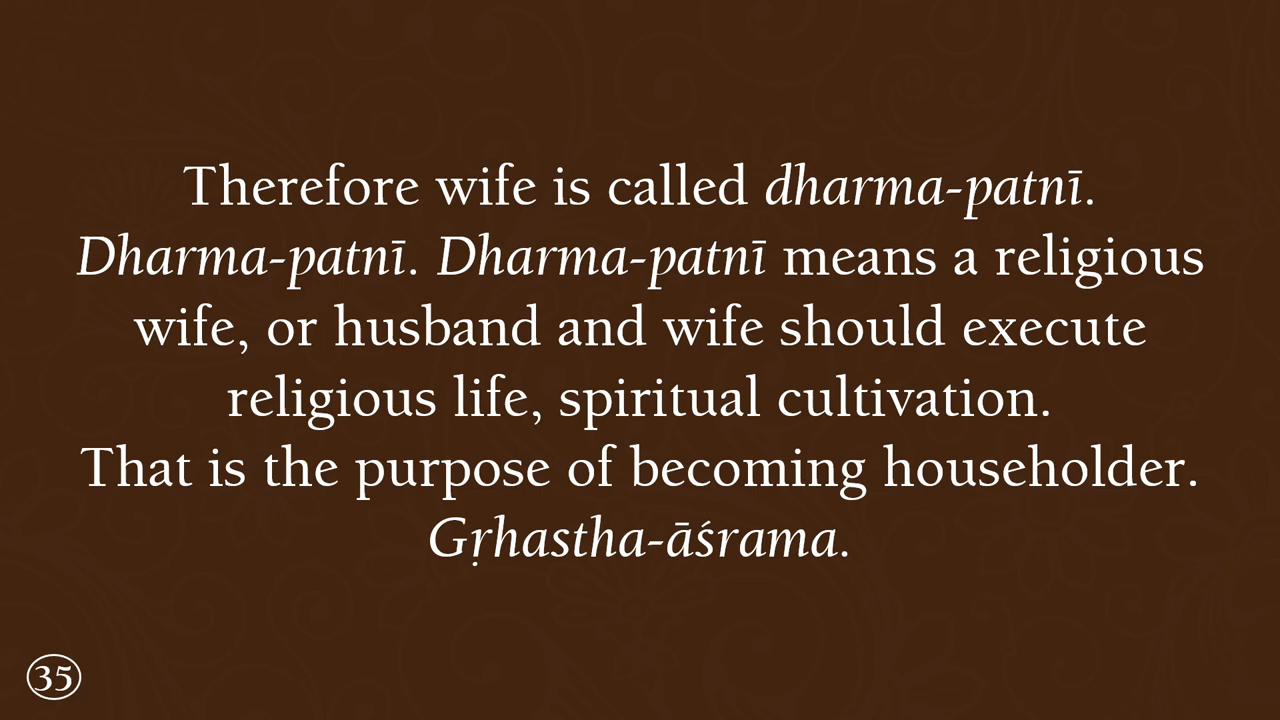 Therefore wife is called dharma-patnī.
Dharma-patnī. Dharma-patnī means a religious
wife, or husband and wife should execute
religious life, spiritual cultivation.
That is the purpose of becoming householder.
Gṛhastha-āśrama.
35